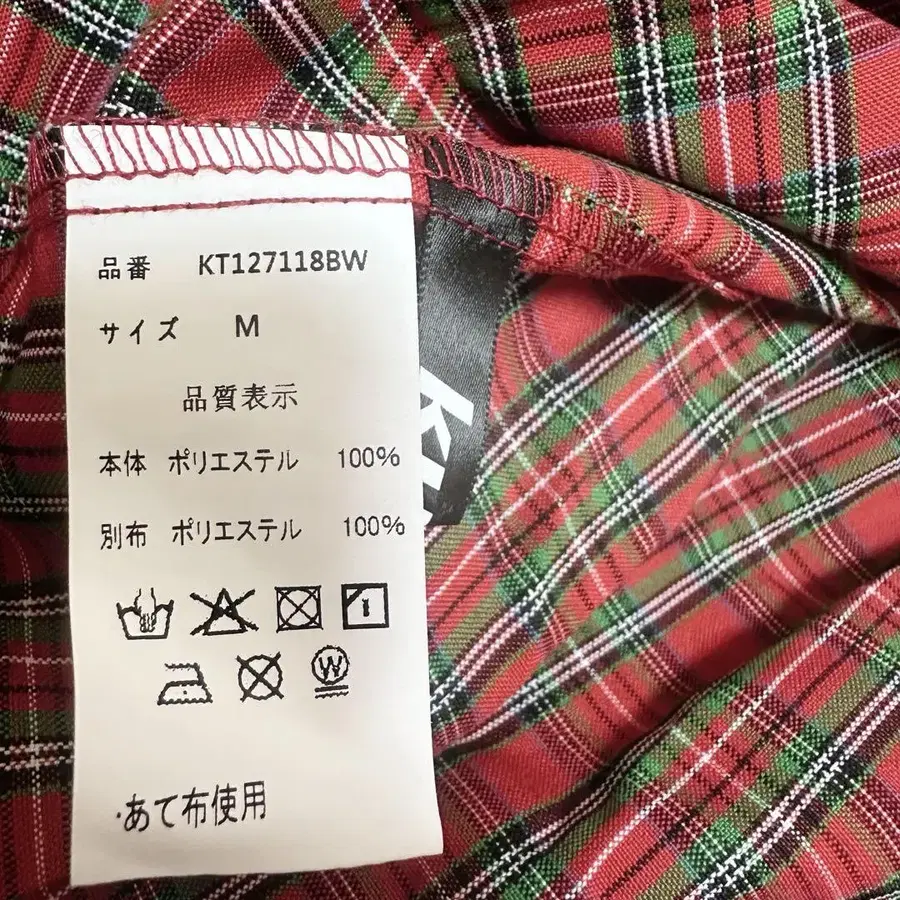 品番 KT127118BW
サイズ M
品質表示
本体 ポリエステル 100%
別布 ポリエステル 100%
W
・あて布使用